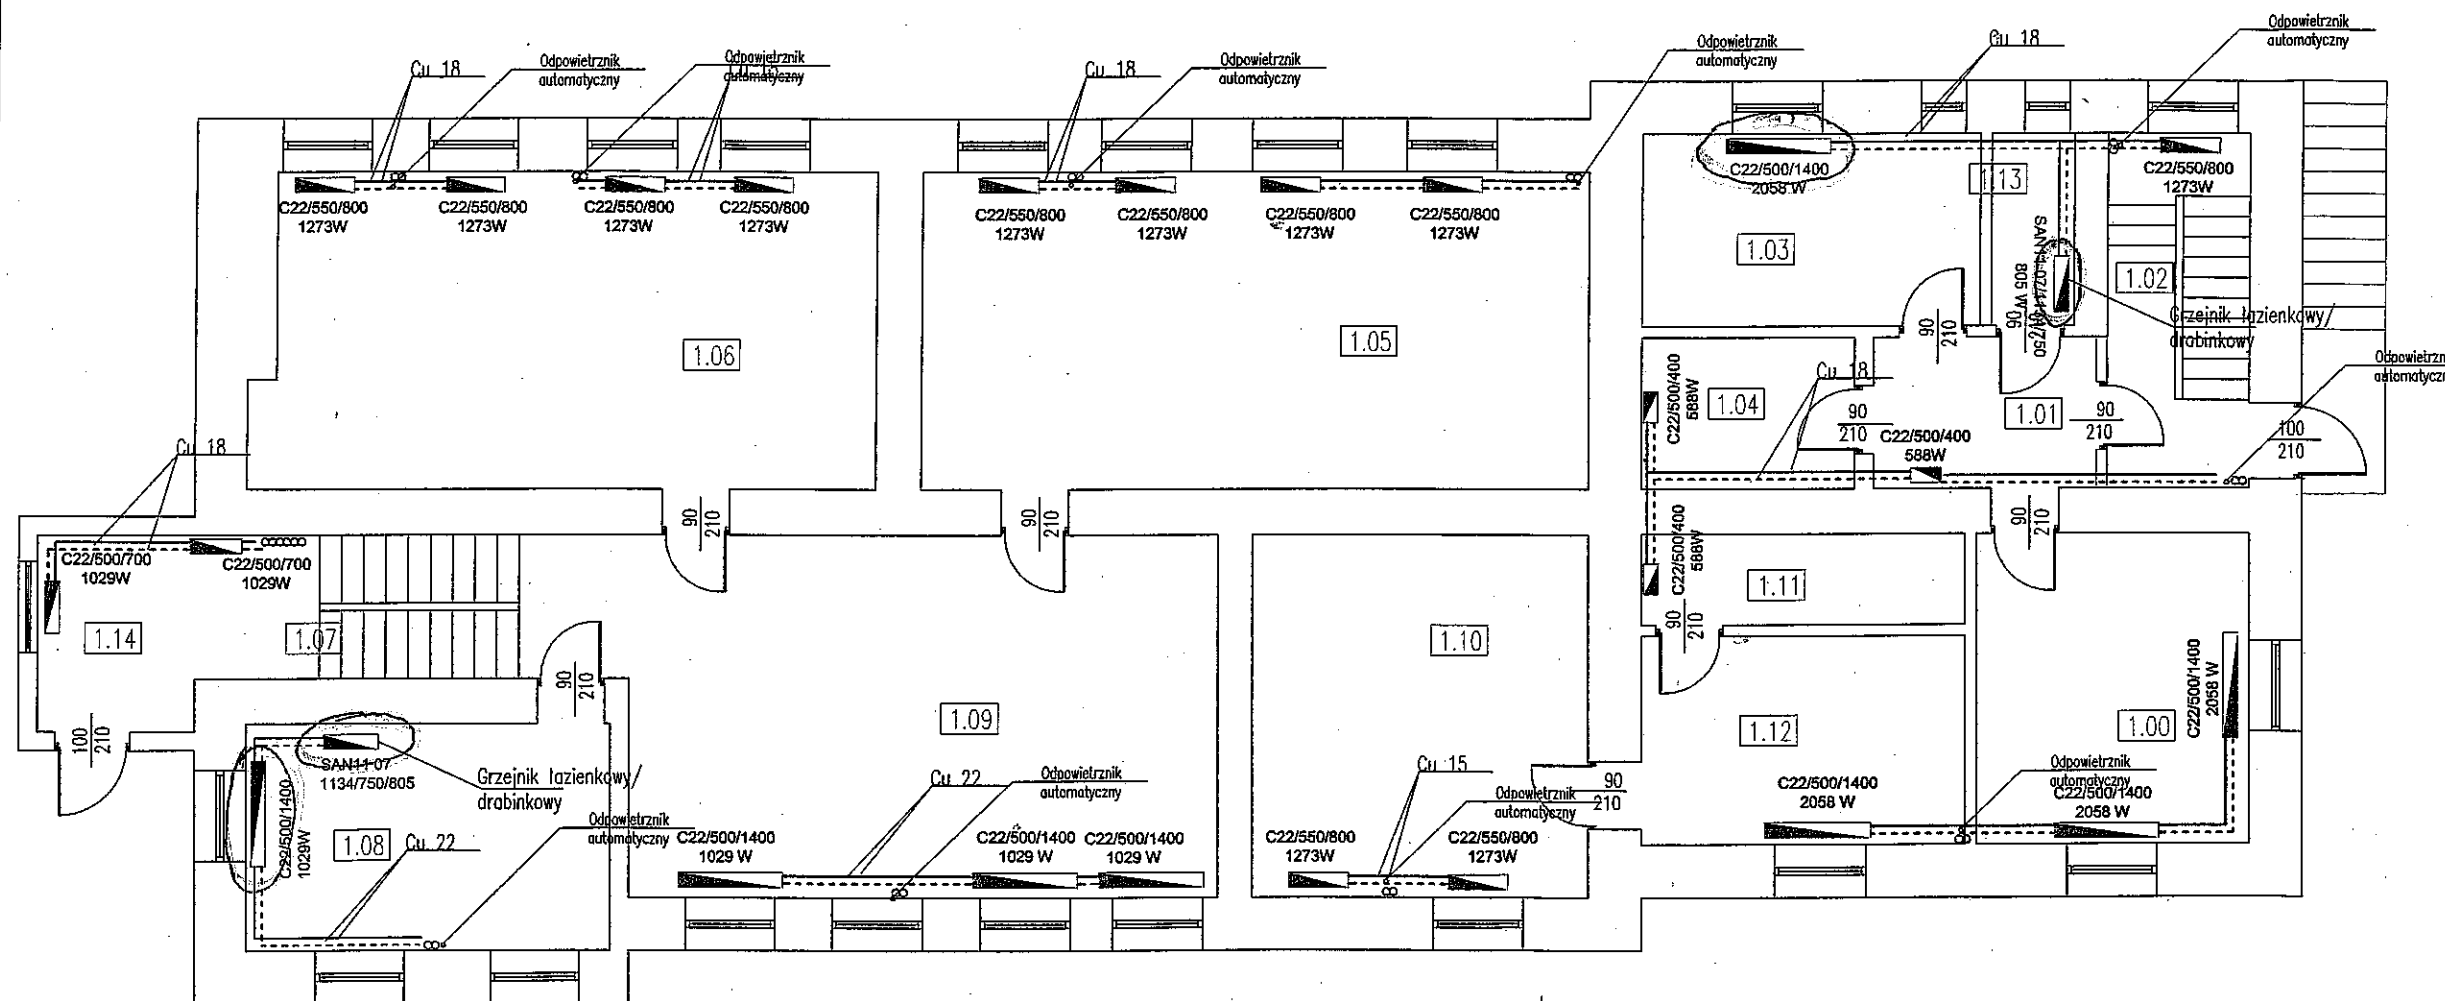 Cu 18
Odpowietrznik
automatyczny
Odpowietrznik
automatyczny
Cu 18
Odpowietrznik
automatyczny
Odpowietrznik
automatyczny
Cu 18
Odpowietrznik
automatyczny
C22/550/800
1273W
C22/550/800
1273W
C22/550/800
1273W
C22/550/800
1273W
C22/550/800
1273W
C22/550/800
1273W
C22/550/800
1273W
C22/550/800
1273W
C22/500/1400
2058 W
1.13
C22/550/800
1273W
1.03
805 W
1.02
Grzejnik łazienkowy/
drabinkowy
1.06
1.05
90
210
90
Odpowietrzn
automatyczn
C22/500/400
588W
1.04
Cu 18
90
210
1.01
90
210
100
210
C22/500/400
588W
Cu 18
90
210
90
210
90
210
C22/500/700
1029W
C22/500/700
1029W
C22/500/400
588W
1.11
90
210
1.14
1.07
90
210
1.10
C22/500/1400
2058 W
1.09
1.12
1.00
100
210
SAN11 07
1134/750/805
Grzejnik łazienkowy/
drabinkowy
C22/500/1400
1029W
1.08
Cu 22
Odpowietrznik
automatyczny
Cu 22
Odpowietrznik
automatyczny
C22/500/1400
1029 W
C22/500/1400
1029 W
C22/500/1400
1029 W
Cu 15
Odpowietrznik
automatyczny
90
210
C22/550/800
1273W
C22/550/800
1273W
C22/500/1400
2058 W
Odpowietrznik
automatyczny
C22/500/1400
2058 W